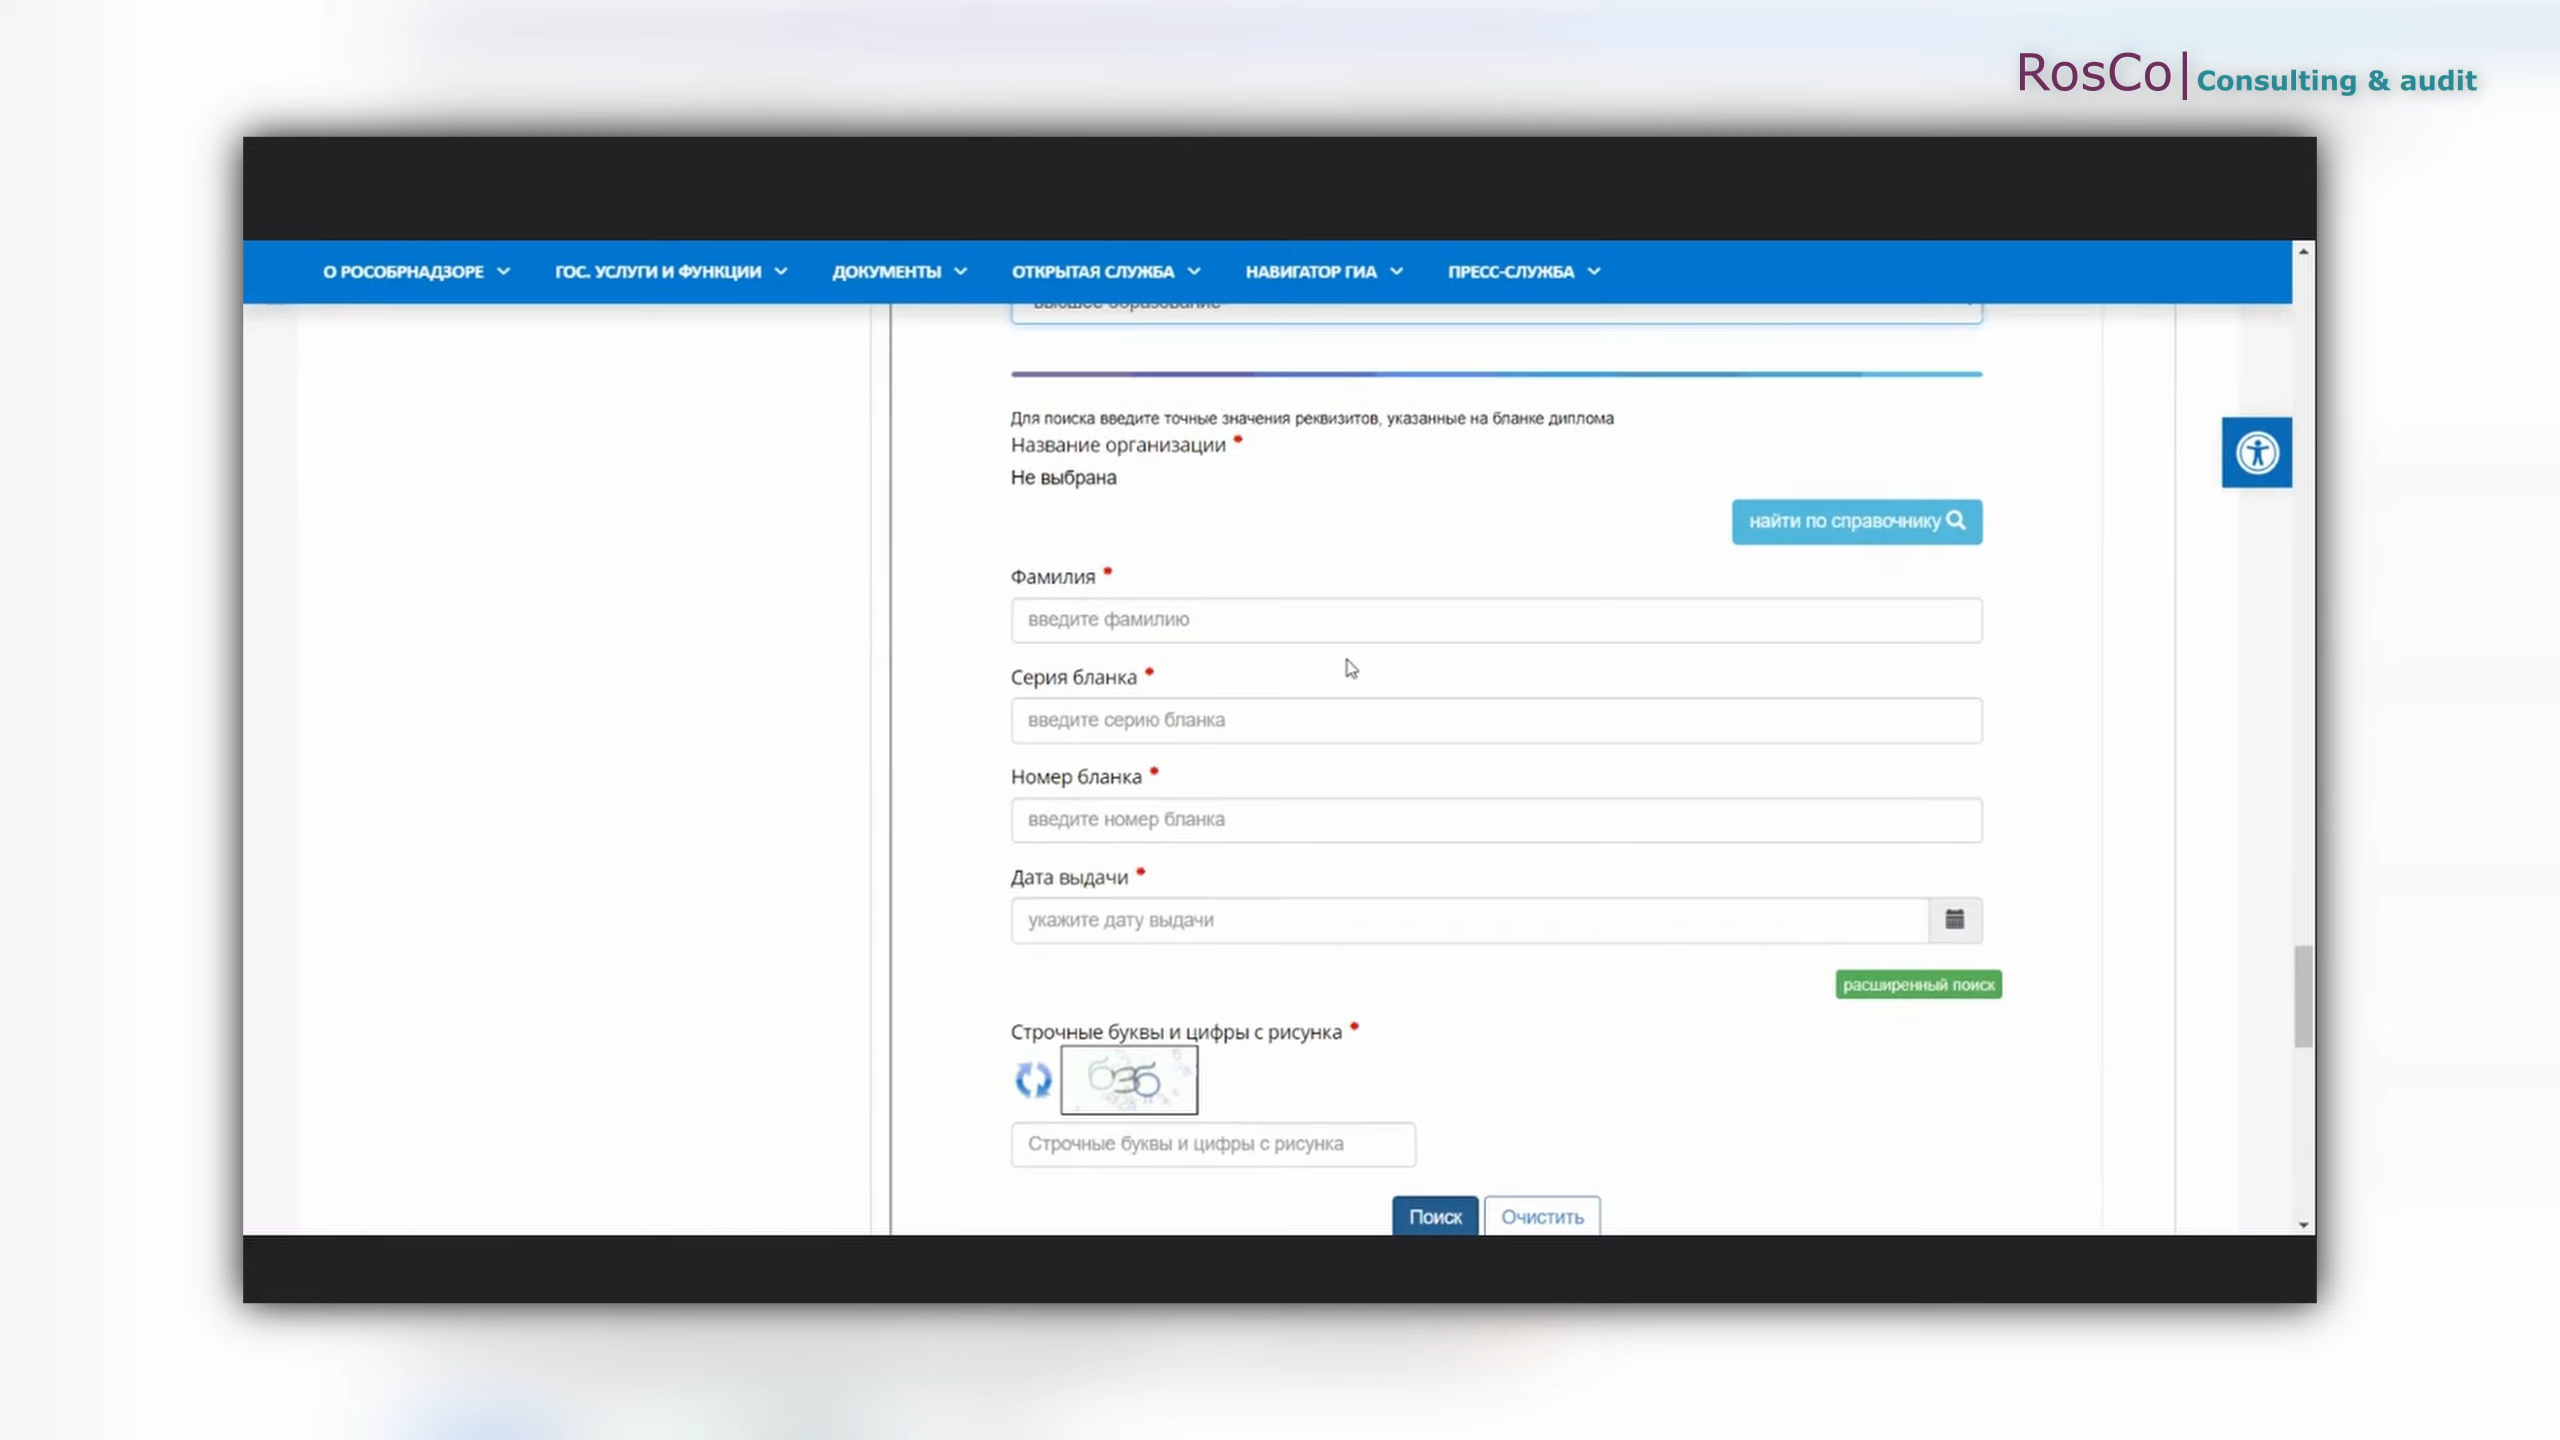 RosCo | Consulting & audit
О РОСОБРНАДЗОРЕ ГОС. УСЛУГИ И ФУНКЦИИ ДОКУМЕНТЫ ОТКРЫТАЯ СЛУЖБА НАВИГАТОР ГИА ПРЕСС-СЛУЖБА
Для поиска введите точные значения реквизитов, указанные на бланке диплома
Название организации *
Не выбрана
найти по справочнику
Фамилия *
введите фамилию
Серия бланка *
введите серию бланка
Номер бланка *
введите номер бланка
Дата выдачи *
укажите дату выдачи
расширенный поиск
Строчные буквы и цифры с рисунка *
Строчные буквы и цифры с рисунка
Поиск Очистить